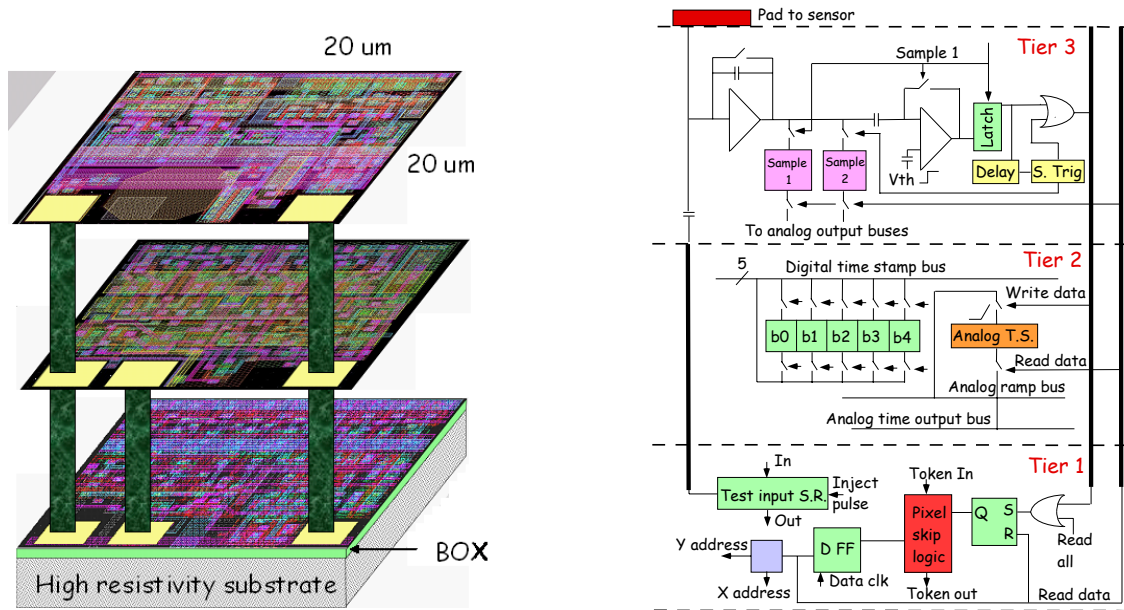 20 um
20 um
BOX
High resistivity substrate
Pad to sensor
Tier 3
Sample 1
Latch
Sample
1
Sample
2
Vth
Delay
S. Trig
To analog output buses
Tier 2
5
Digital time stamp bus
Write data
b0 b1 b2 b3 b4
Analog T.S.
Read data
Analog ramp bus
Analog time output bus
Tier 1
In
Token In
Test input S.R.
Inject
pulse
Out
Pixel
skip
logic
Q S
R
Read
all
Y address
D FF
Data clk
X address
Token out
Read data